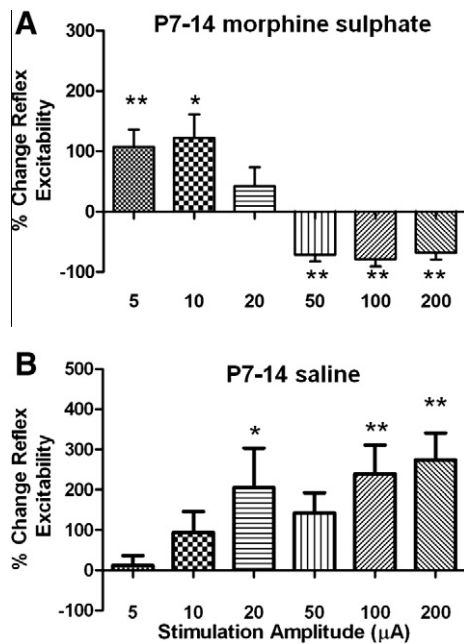 A
P7-14 morphine sulphate
% Change Reflex
Excitability
300
200
100
0
-100
**
*
**
**
**
5 10 20 50 100 200
B
P7-14 saline
% Change Reflex
Excitability
500
400
300
200
100
0
-100
*
**
**
5 10 20 50 100 200
Stimulation Amplitude (μA)